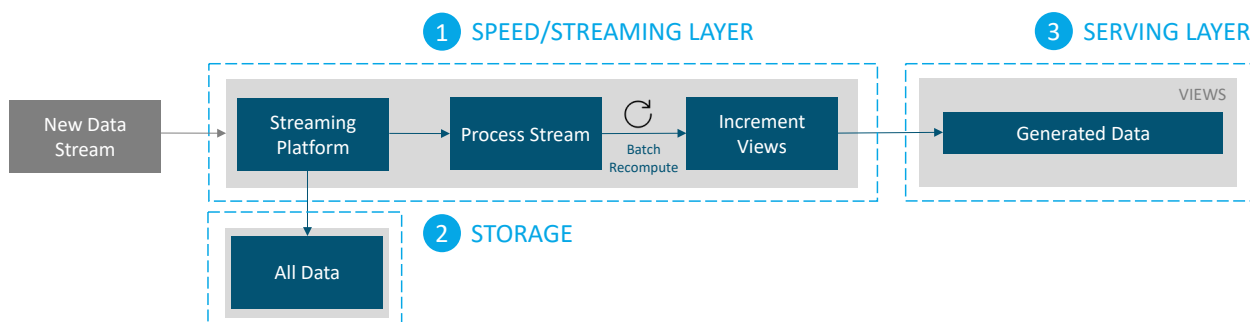 1 SPEED/STREAMING LAYER
3 SERVING LAYER
VIEWS
New Data
Stream
Streaming
Platform
Process Stream
Batch
Recompute
Increment
Views
Generated Data
2 STORAGE
All Data